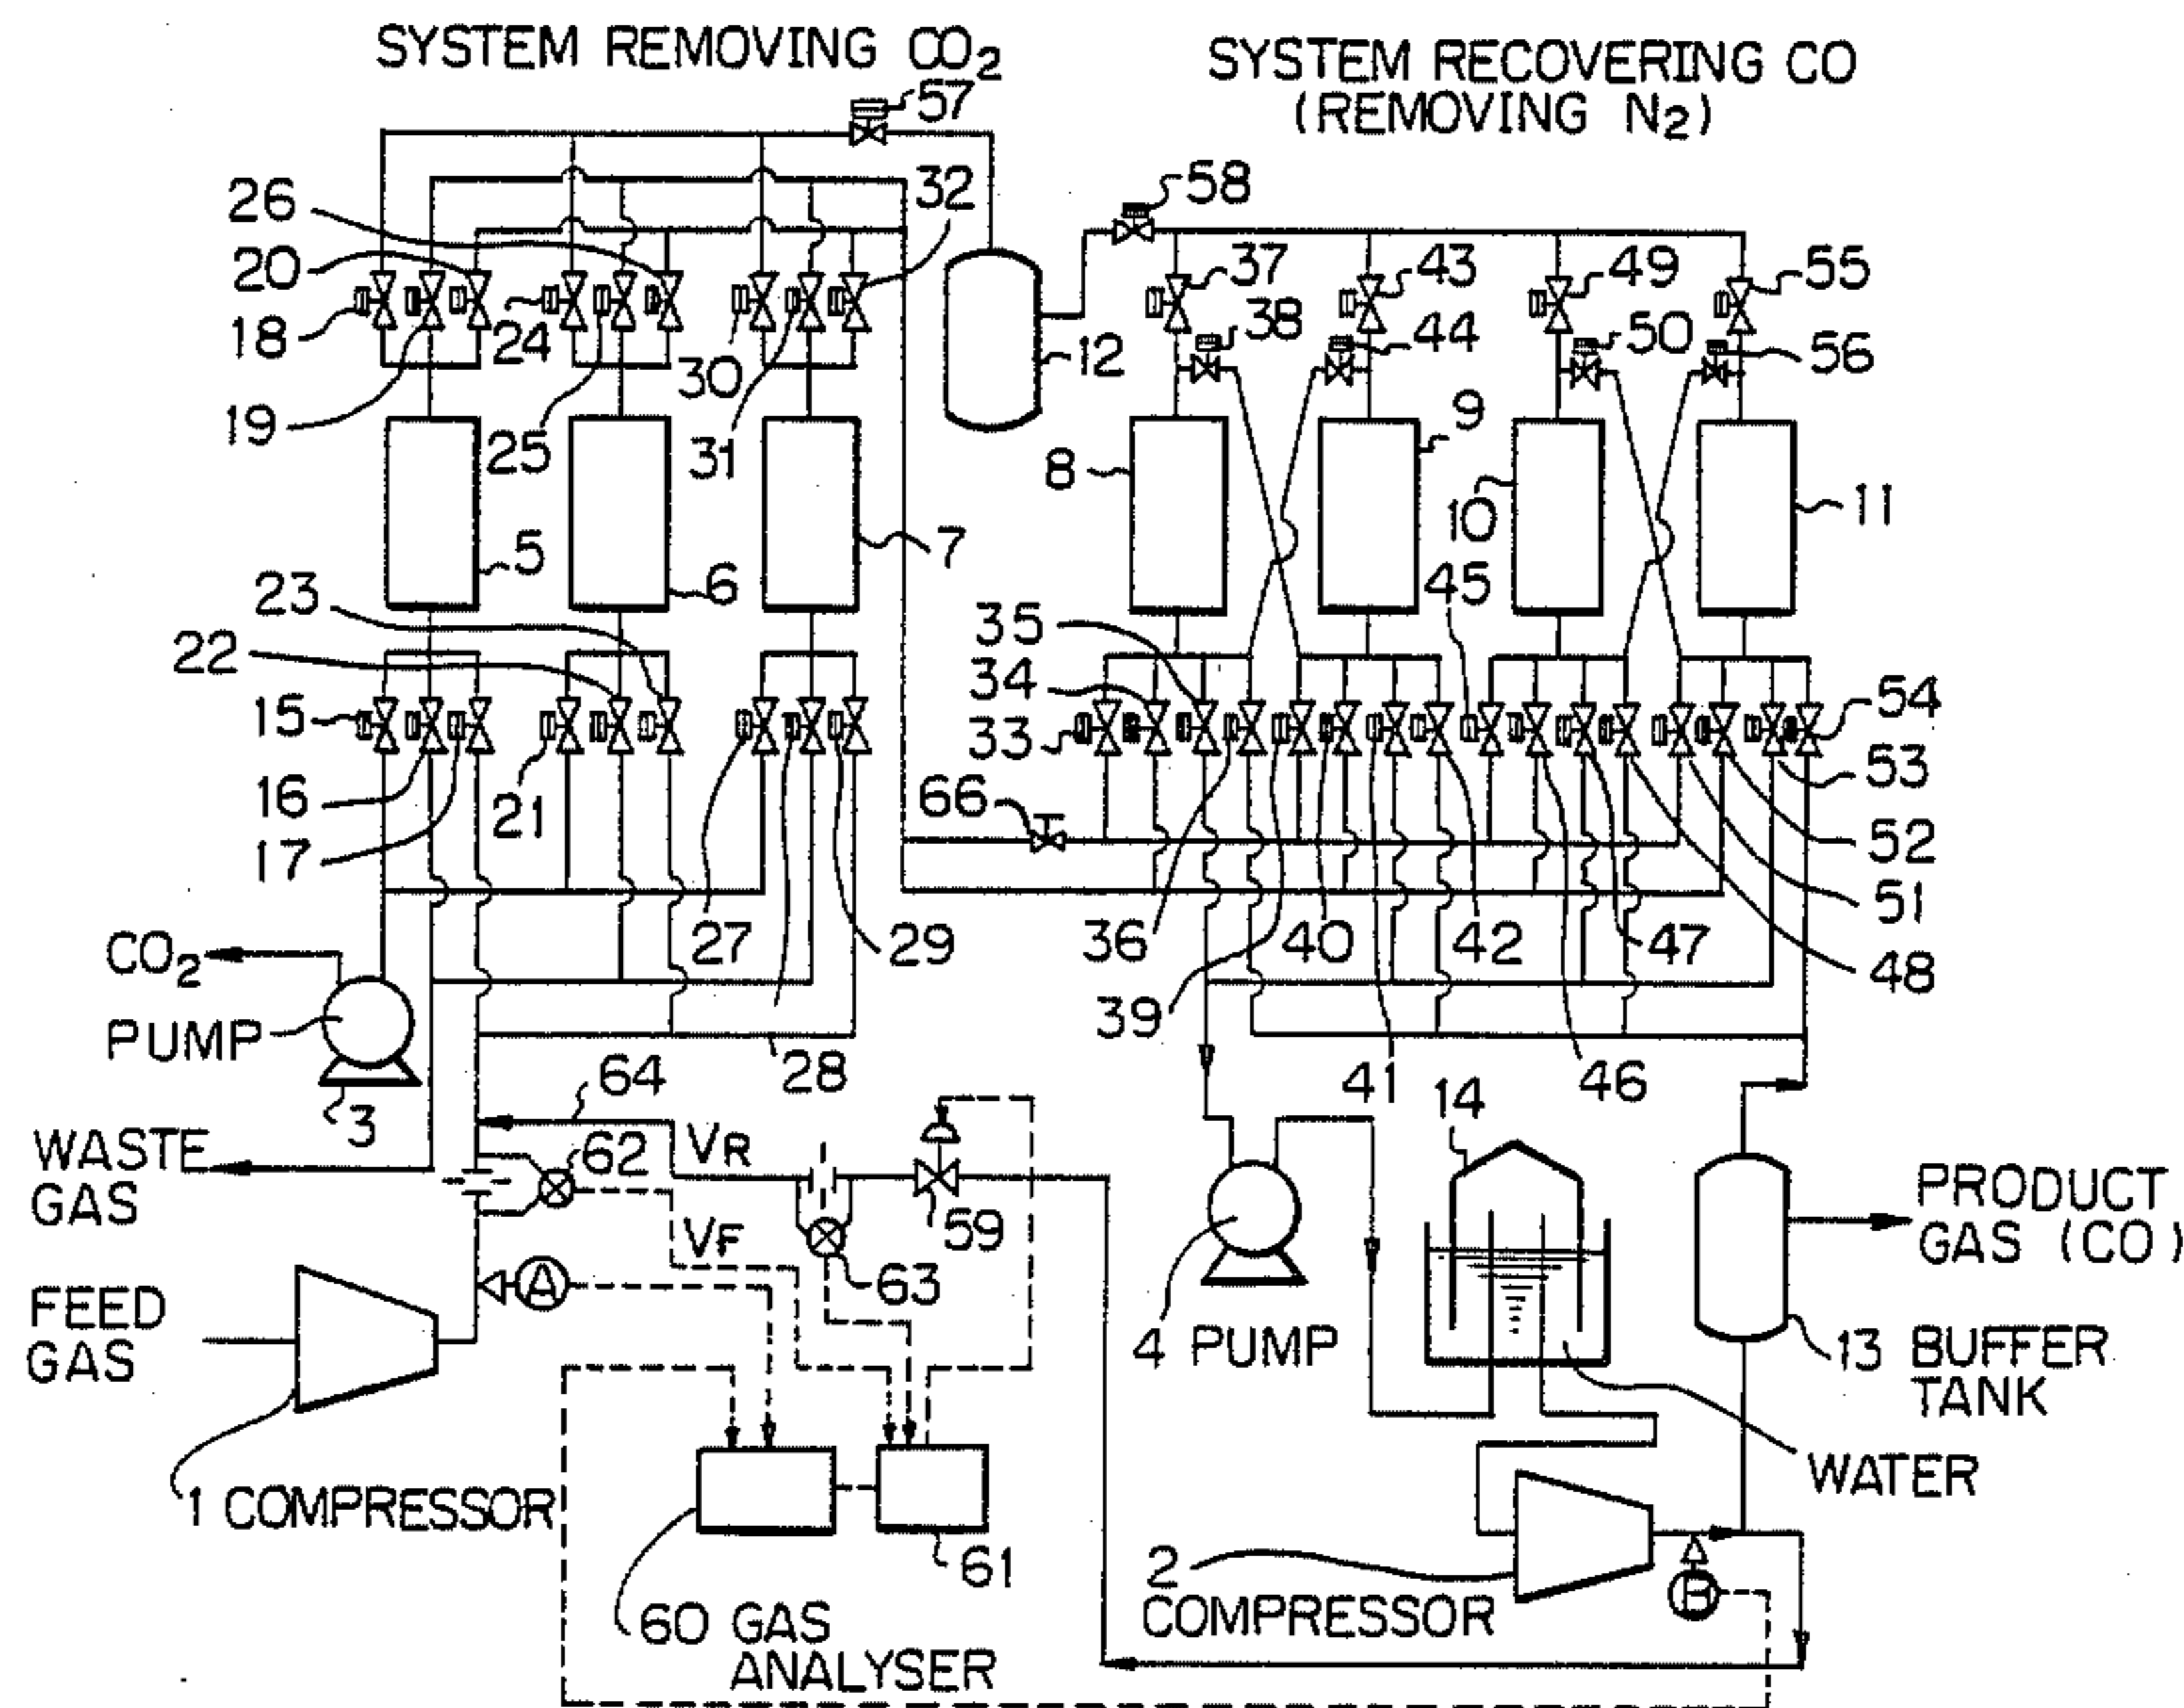 SYSTEM REMOVING CO₂
SYSTEM RECOVERING CO
(REMOVING N₂)
57
58
26
20
18
19
24
25
30
31
32
12
37
38
43
44
49
50
55
56
5
6
7
8
9
10
11
23
22
15
16
17
21
27
28
29
35
34
33
45
66
36
39
40
41
42
46
47
48
51
52
53
54
CO₂
PUMP
3
WASTE
GAS
64
62
VR
VF
63
59
FEED
GAS
1 COMPRESSOR
A
60 GAS
ANALYSER
61
4 PUMP
14
PRODUCT
GAS (CO)
13 BUFFER
TANK
WATER
2
COMPRESSOR
B